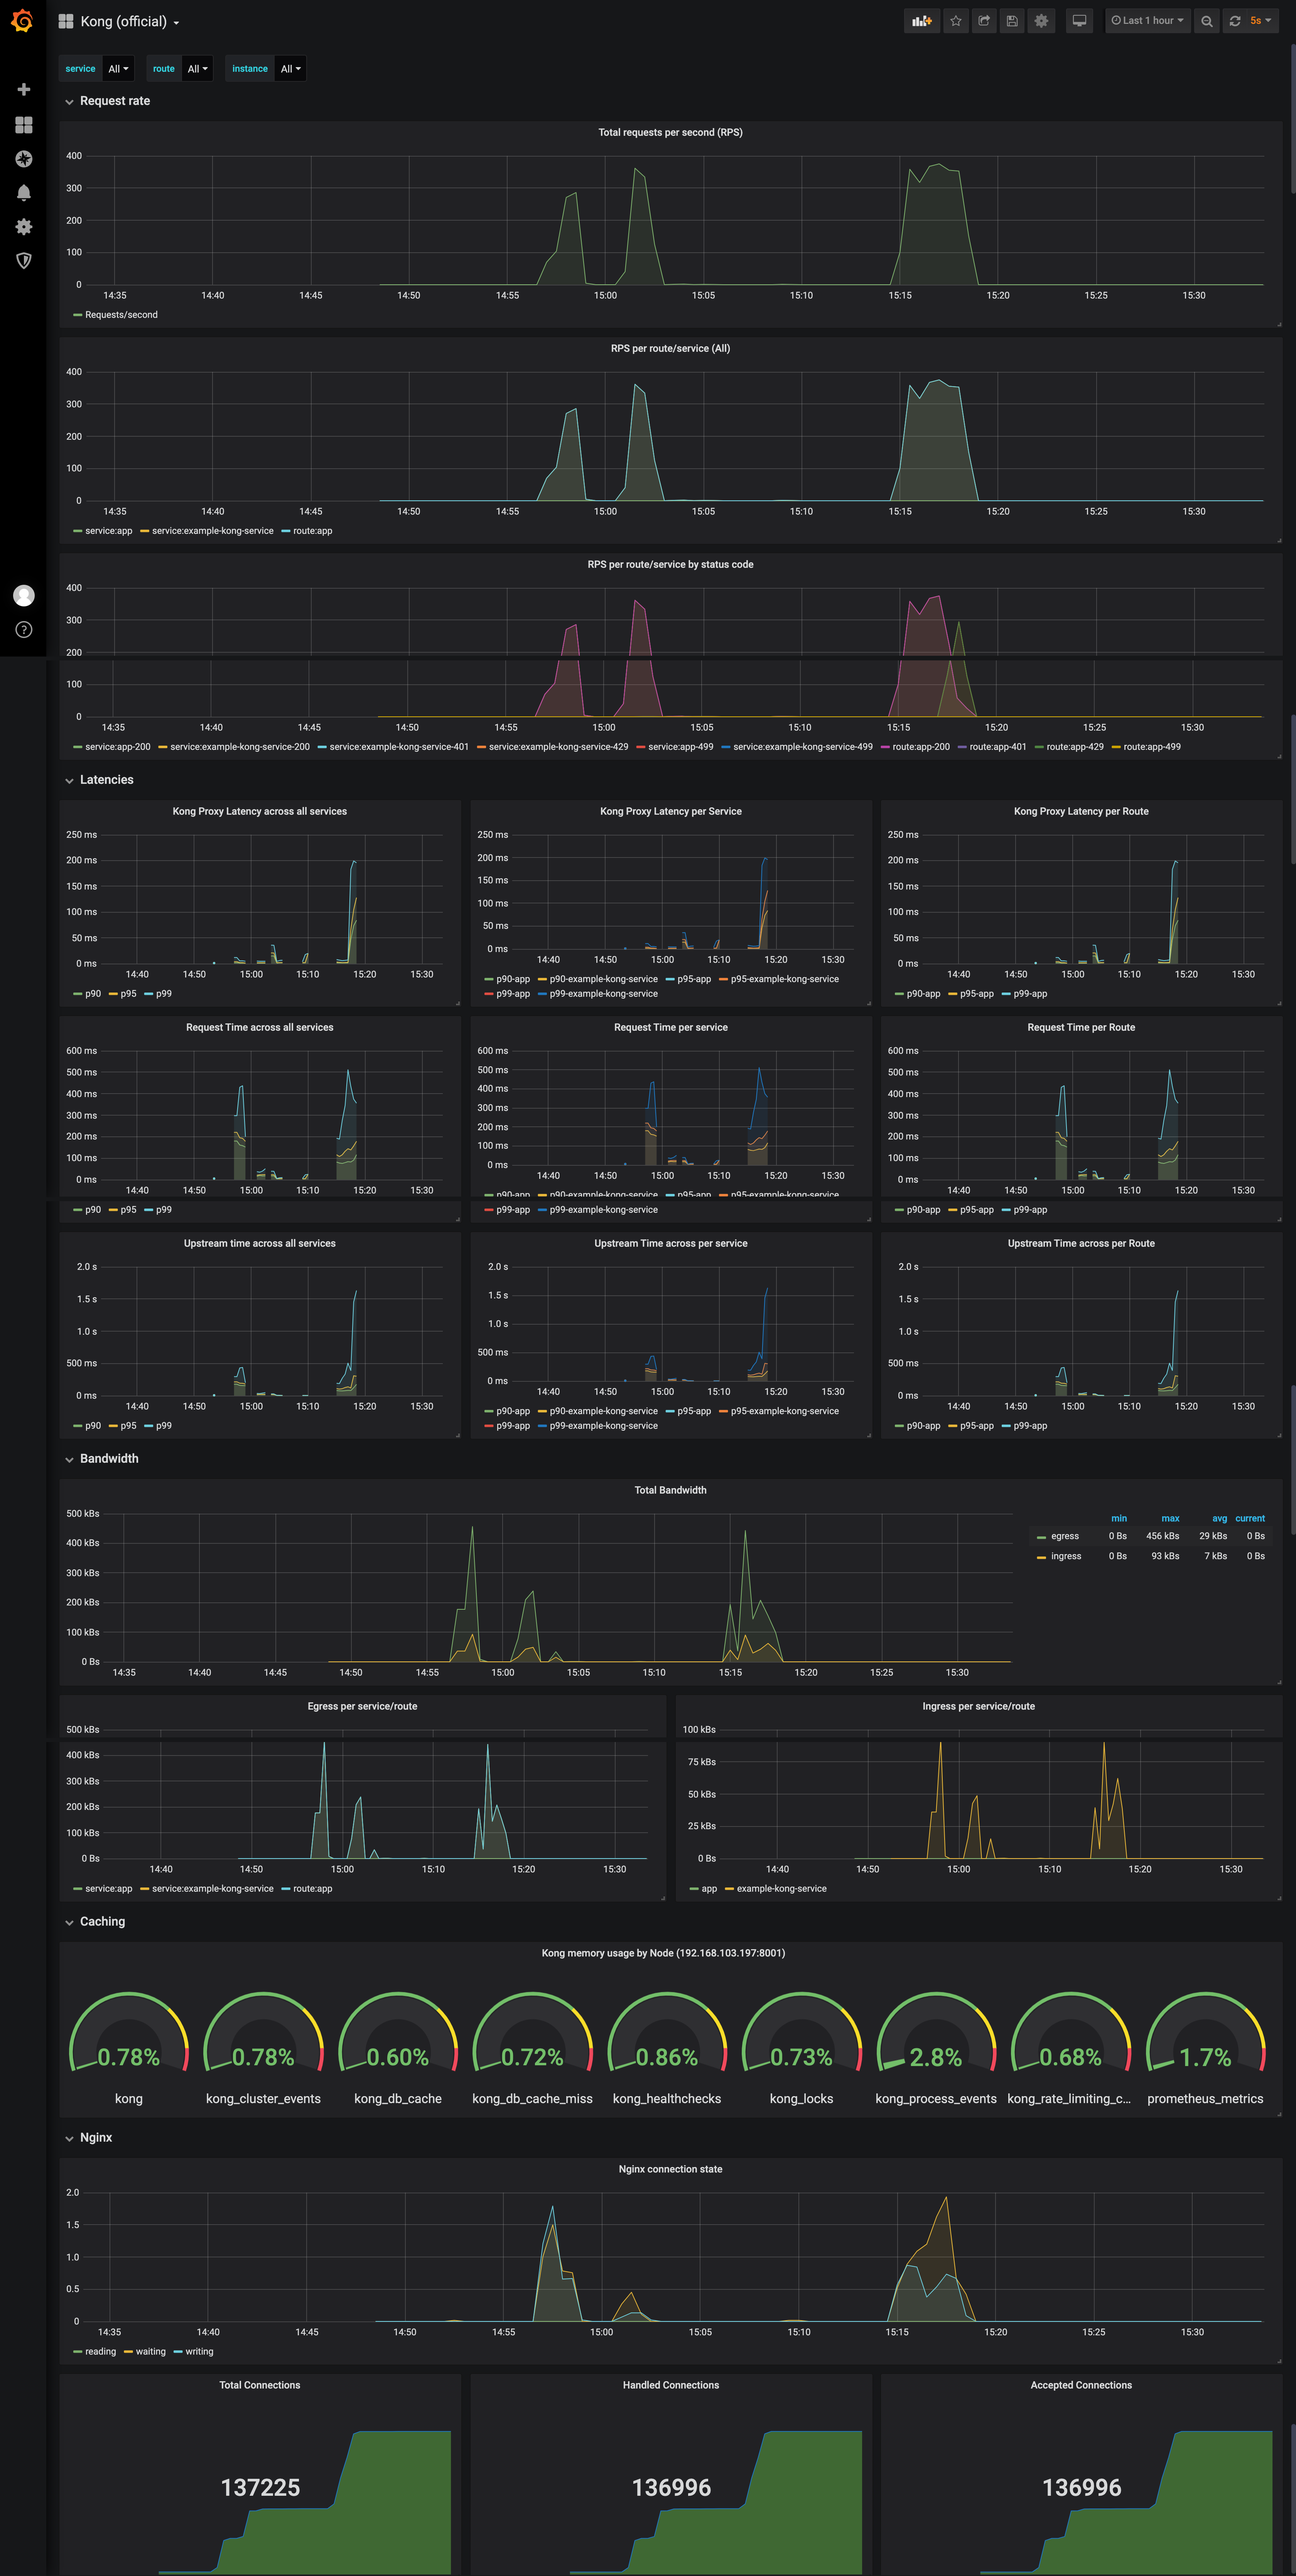 Kong (official)
Last 1 hour
5s
service All route All instance All
Request rate
Total requests per second (RPS)
400
300
200
100
0
14:35 14:40 14:45 14:50 14:55 15:00 15:05 15:10 15:15 15:20 15:25 15:30
Requests/second
RPS per route/service (All)
400
300
200
100
0
14:35 14:40 14:45 14:50 14:55 15:00 15:05 15:10 15:15 15:20 15:25 15:30
service:app service:example-kong-service route:app
RPS per route/service by status code
400
300
200
100
0
14:35 14:40 14:45 14:50 14:55 15:00 15:05 15:10 15:15 15:20 15:25 15:30
service:app-200 service:example-kong-service-200 service:example-kong-service-401 service:example-kong-service-429 service:app-499 service:example-kong-service-499 route:app-200 route:app-401 route:app-429 route:app-499
Latencies
Kong Proxy Latency across all services
250 ms
200 ms
150 ms
100 ms
50 ms
0 ms
14:40 14:50 15:00 15:10 15:20 15:30
p90 p95 p99
Kong Proxy Latency per Service
250 ms
200 ms
150 ms
100 ms
50 ms
0 ms
14:40 14:50 15:00 15:10 15:20 15:30
p90-app p90-example-kong-service p95-app p95-example-kong-service
p99-app p99-example-kong-service
Kong Proxy Latency per Route
250 ms
200 ms
150 ms
100 ms
50 ms
0 ms
14:40 14:50 15:00 15:10 15:20 15:30
p90-app p95-app p99-app
Request Time across all services
600 ms
500 ms
400 ms
300 ms
200 ms
100 ms
0 ms
14:40 14:50 15:00 15:10 15:20 15:30
p90 p95 p99
Request Time per service
600 ms
500 ms
400 ms
300 ms
200 ms
100 ms
0 ms
14:40 14:50 15:00 15:10 15:20 15:30
p90-app p90-example-kong-service p95-app p95-example-kong-service
p99-app p99-example-kong-service
Request Time per Route
600 ms
500 ms
400 ms
300 ms
200 ms
100 ms
0 ms
14:40 14:50 15:00 15:10 15:20 15:30
p90-app p95-app p99-app
Upstream time across all services
2.0 s
1.5 s
1.0 s
500 ms
0 ms
14:40 14:50 15:00 15:10 15:20 15:30
p90 p95 p99
Upstream Time across per service
2.0 s
1.5 s
1.0 s
500 ms
0 ms
14:40 14:50 15:00 15:10 15:20 15:30
p90-app p90-example-kong-service p95-app p95-example-kong-service
p99-app p99-example-kong-service
Upstream Time across per Route
2.0 s
1.5 s
1.0 s
500 ms
0 ms
14:40 14:50 15:00 15:10 15:20 15:30
p90-app p95-app p99-app
Bandwidth
Total Bandwidth
500 kBs
400 kBs
300 kBs
200 kBs
100 kBs
0 Bs
14:35 14:40 14:45 14:50 14:55 15:00 15:05 15:10 15:15 15:20 15:25 15:30
min max avg current
egress 0 Bs 456 kBs 29 kBs 0 Bs
ingress 0 Bs 93 kBs 7 kBs 0 Bs
Egress per service/route
500 kBs
400 kBs
300 kBs
200 kBs
100 kBs
0 Bs
14:40 14:50 15:00 15:10 15:20 15:30
service:app service:example-kong-service route:app
Ingress per service/route
100 kBs
75 kBs
50 kBs
25 kBs
0 Bs
14:40 14:50 15:00 15:10 15:20 15:30
app example-kong-service
Caching
Kong memory usage by Node (192.168.103.197:8001)
0.78% 0.78% 0.60% 0.72% 0.86% 0.73% 2.8% 0.68% 1.7%
kong kong_cluster_events kong_db_cache kong_db_cache_miss kong_healthchecks kong_locks kong_process_events kong_rate_limiting_c... prometheus_metrics
Nginx
Nginx connection state
2.0
1.5
1.0
0.5
0
14:35 14:40 14:45 14:50 14:55 15:00 15:05 15:10 15:15 15:20 15:25 15:30
reading waiting writing
Total Connections
137225
Handled Connections
136996
Accepted Connections
136996